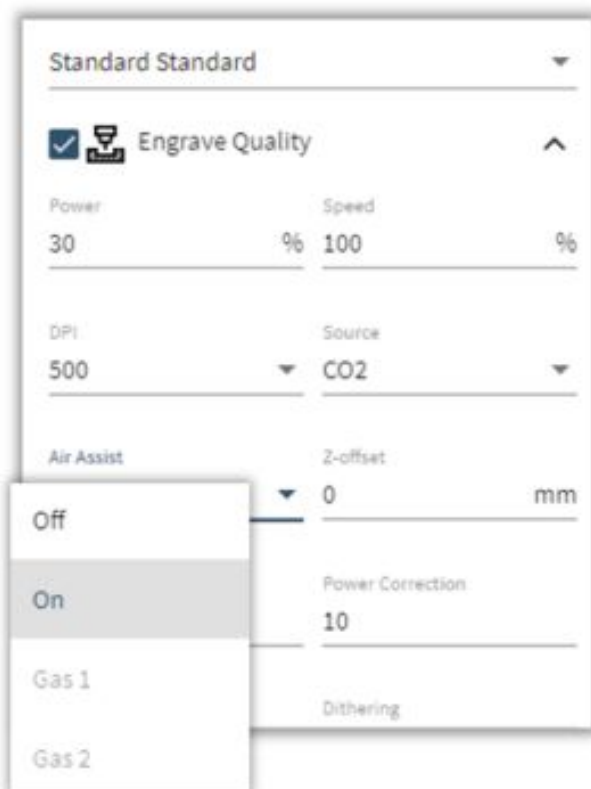 Standard Standard
Engrave Quality
Power Speed
30 % 100 %
DPI Source
500 CO2
Air Assist Z-offset
0 mm
Off
On
Power Correction
10
Gas 1
Dithering
Gas 2